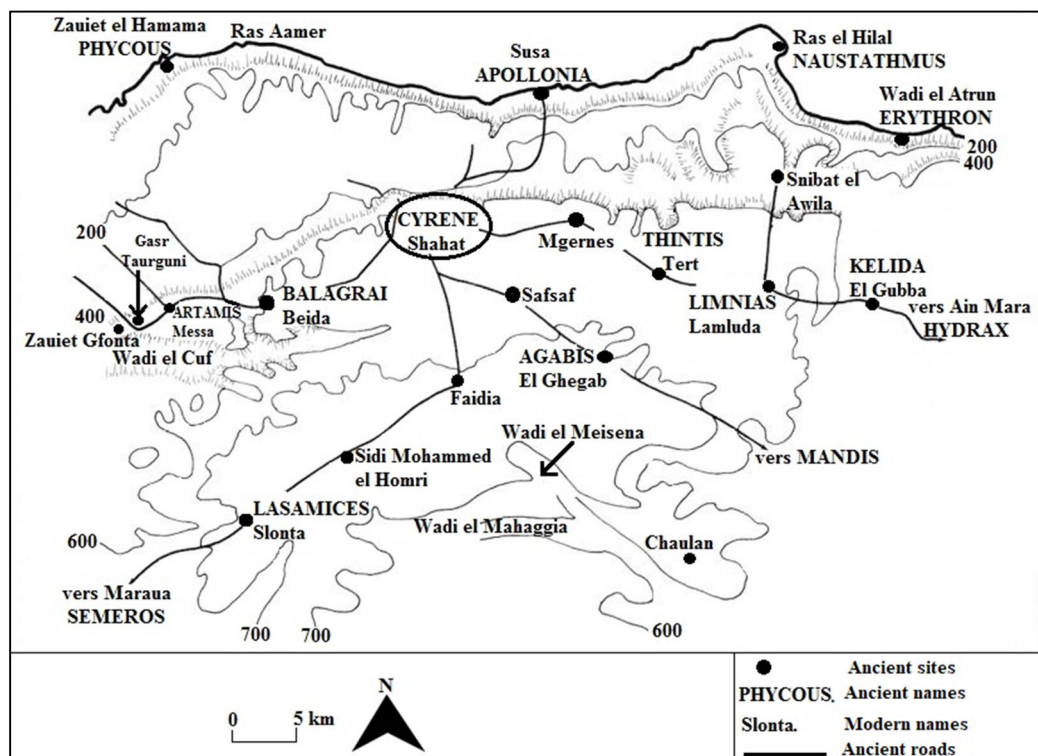 Zauiet el Hamama
PHYCOUS
Ras Aamer
Susa
APOLLONIA
Ras el Hilal
NAUSTATHMUS
Wadi el Atrun
ERYTHRON
200
400
Snibat el
Awila
CYRENE
Shahat
Mgernes
THINTIS
Tert
200
Gasr
Taurguni
BALAGRAI
Beida
Safsaf
LIMNIAS
Lamluda
KELIDA
El Gubba
vers Ain Mara
HYDRAX
400
ARTAMIS
Messa
Zauiet Gfonta
Wadi el Cuf
AGABIS
El Ghegab
Faidia
Wadi el Meisena
vers MANDIS
Sidi Mohammed
el Homri
LASAMICES
Slonta
Wadi el Mahaggia
Chaulan
600
vers Maraua
SEMEROS
700
700
600
N
0 5 km
Ancient sites
PHYCOUS. Ancient names
Slonta. Modern names
Ancient roads